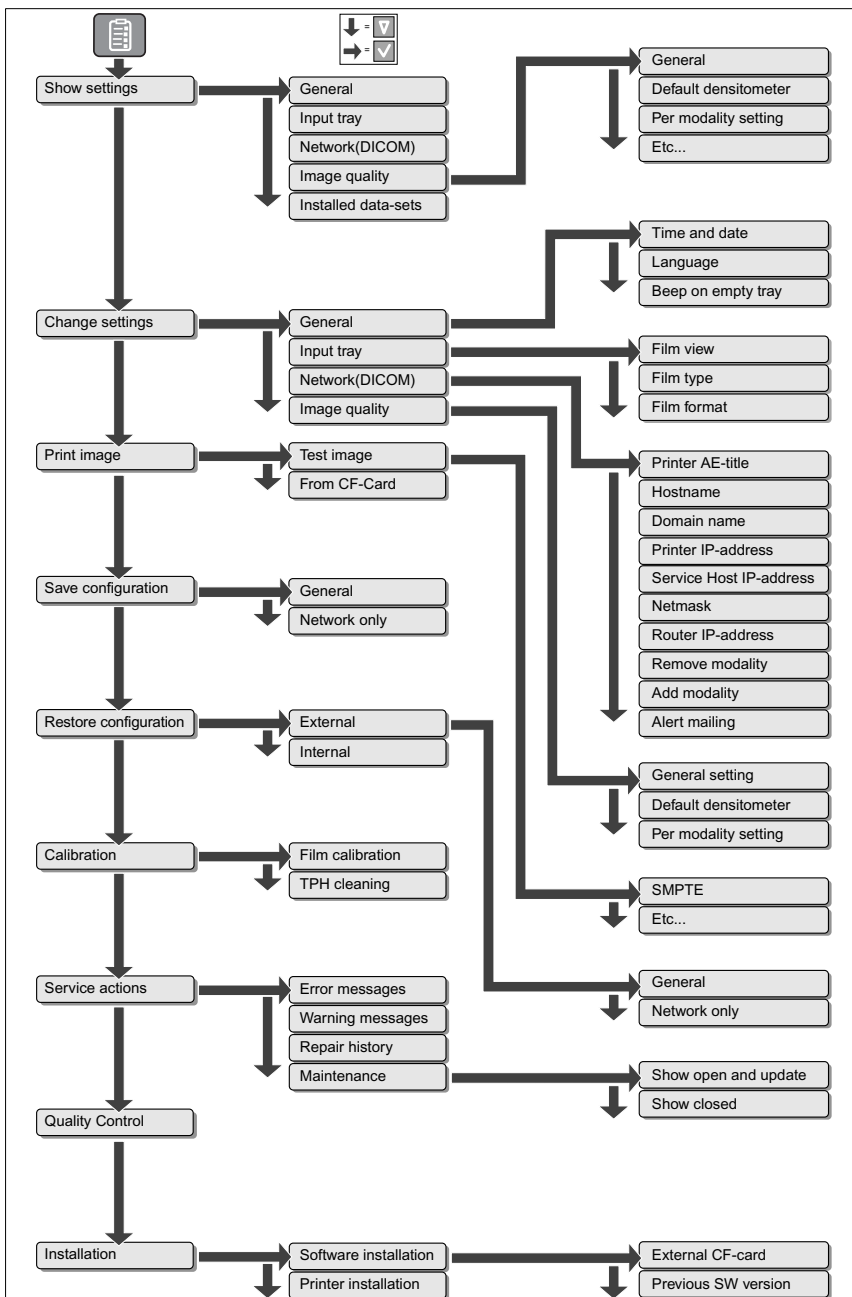 =
=
Show settings
General
Input tray
Network(DICOM)
Image quality
Installed data-sets
General
Default densitometer
Per modality setting
Etc...
Change settings
General
Input tray
Network(DICOM)
Image quality
Time and date
Language
Beep on empty tray
Film view
Film type
Film format
Printer AE-title
Hostname
Domain name
Printer IP-address
Service Host IP-address
Netmask
Router IP-address
Remove modality
Add modality
Alert mailing
General setting
Default densitometer
Per modality setting
Print image
Test image
From CF-Card
SMPTE
Etc...
Save configuration
General
Network only
Restore configuration
External
Internal
General
Network only
Calibration
Film calibration
TPH cleaning
Service actions
Error messages
Warning messages
Repair history
Maintenance
Show open and update
Show closed
Quality Control
Installation
Software installation
Printer installation
External CF-card
Previous SW version